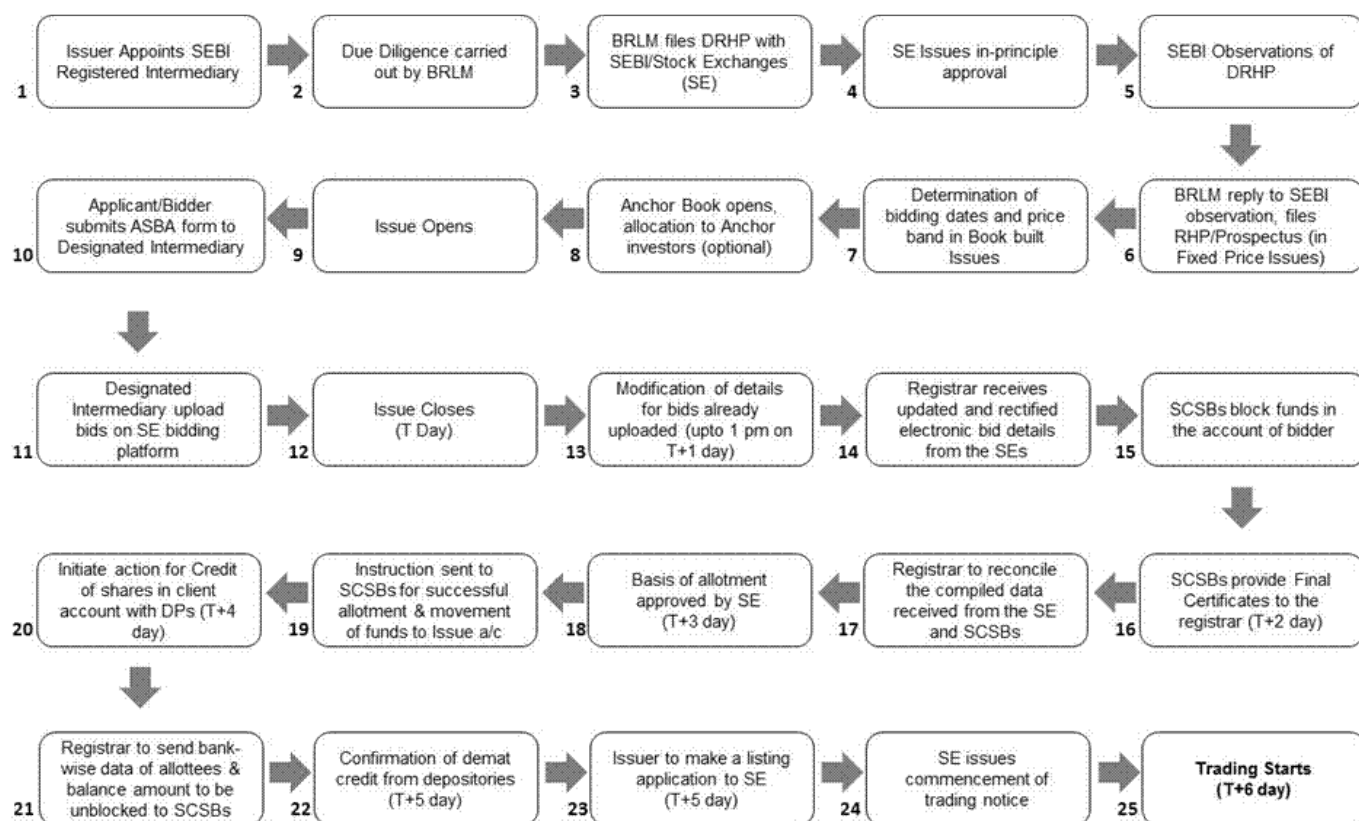 Issuer Appoints SEBI
Registered Intermediary
1
Due Diligence carried
out by BRLM
2
BRLM files DRHP with
SEBI/Stock Exchanges
(SE)
3
SE Issues in-principle
approval
4
SEBI Observations of
DRHP
5
BRLM reply to SEBI
observation, files
RHP/Prospectus (in
Fixed Price Issues)
6
Determination of
bidding dates and price
band in Book built
Issues
7
Anchor Book opens,
allocation to Anchor
investors (optional)
8
Issue Opens
9
Applicant/Bidder
submits ASBA form to
Designated Intermediary
10
Designated
Intermediary upload
bids on SE bidding
platform
11
Issue Closes
(T Day)
12
Modification of details
for bids already
uploaded (upto 1 pm on
T+1 day)
13
Registrar receives
updated and rectified
electronic bid details
from the SEs
14
SCSBs block funds in
the account of bidder
15
SCSBs provide Final
Certificates to the
registrar (T+2 day)
16
Registrar to reconcile
the compiled data
received from the SE
and SCSBs
17
Basis of allotment
approved by SE
(T+3 day)
18
Instruction sent to
SCSBs for successful
allotment & movement
of funds to Issue a/c
19
Initiate action for Credit
of shares in client
account with DPs (T+4
day)
20
Registrar to send bank-
wise data of allottees &
balance amount to be
unblocked to SCSBs
21
Confirmation of demat
credit from depositories
(T+5 day)
22
Issuer to make a listing
application to SE
(T+5 day)
23
SE issues
commencement of
trading notice
24
Trading Starts
(T+6 day)
25